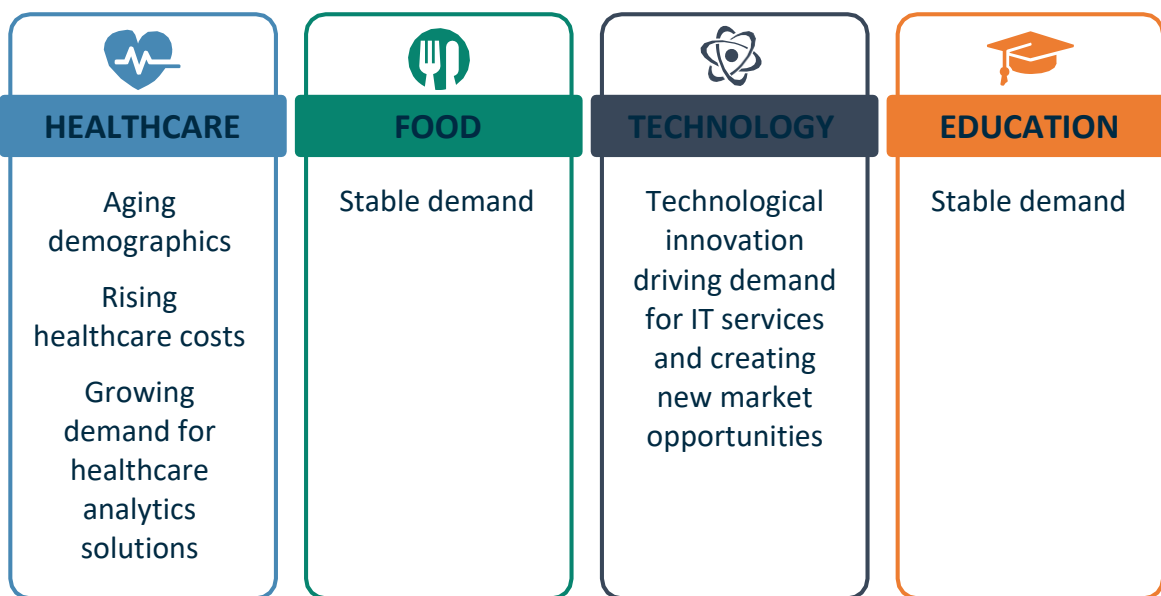 HEALTHCARE
Aging
demographics
Rising
healthcare costs
Growing
demand for
healthcare
analytics
solutions
FOOD
Stable demand
TECHNOLOGY
Technological
innovation
driving demand
for IT services
and creating
new market
opportunities
EDUCATION
Stable demand